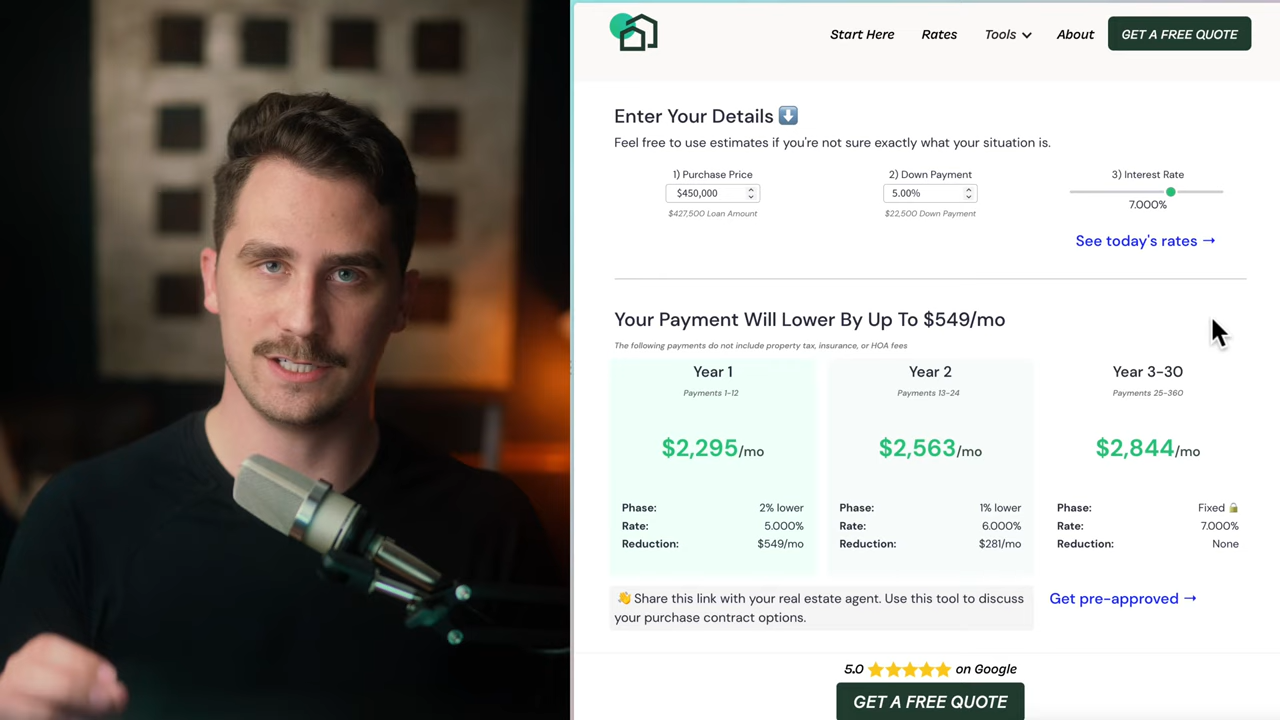 Start Here Rates Tools About GET A FREE QUOTE
Enter Your Details ⬇️
Feel free to use estimates if you're not sure exactly what your situation is.
1) Purchase Price 2) Down Payment 3) Interest Rate
$450,000 5.00%
7.000%
$427,500 Loan Amount $22,500 Down Payment
See today's rates →
Your Payment Will Lower By Up To $549/mo
The following payments do not include property tax, insurance, or HOA fees
Year 1 Year 2 Year 3-30
Payments 1-12 Payments 13-24 Payments 25-360
$2,295/mo $2,563/mo $2,844/mo
Phase: 2% lower Phase: 1% lower Phase: Fixed 🔒
Rate: 5.000% Rate: 6.000% Rate: 7.000%
Reduction: $549/mo Reduction: $281/mo Reduction: None
👋 Share this link with your real estate agent. Use this tool to discuss
your purchase contract options.
Get pre-approved →
5.0 ⭐⭐⭐⭐⭐ on Google
GET A FREE QUOTE